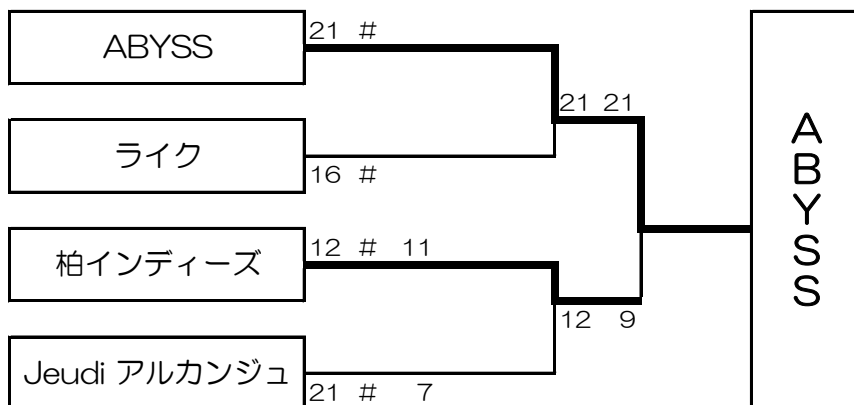 ABYSS
21 #
21 21
ライク
16 #
柏インディーズ
12 # 11
12 9
Jeudi アルカンジュ
21 # 7
ABYSS